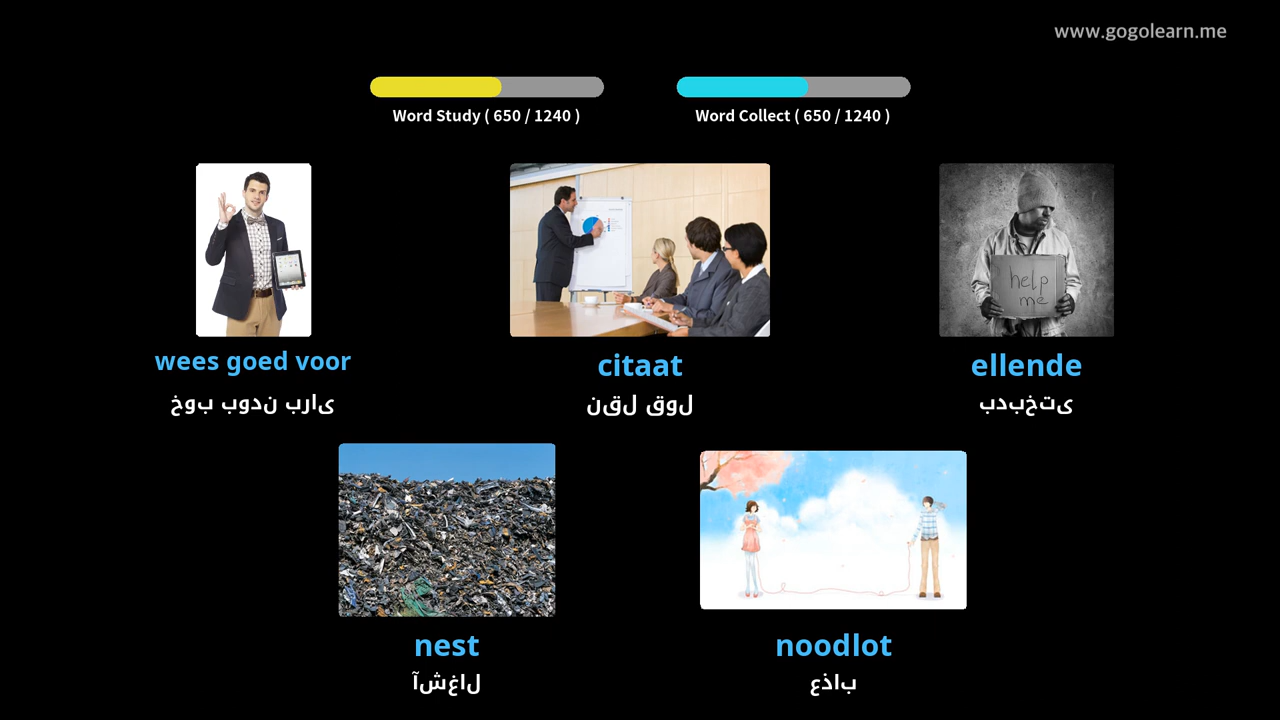 www.gogolearn.me
Word Study ( 650 / 1240 )
Word Collect ( 650 / 1240 )
help
me
wees goed voor
خوب بودن برای
citaat
نقل قول
ellende
بدبختی
nest
آشغال
noodlot
عذاب